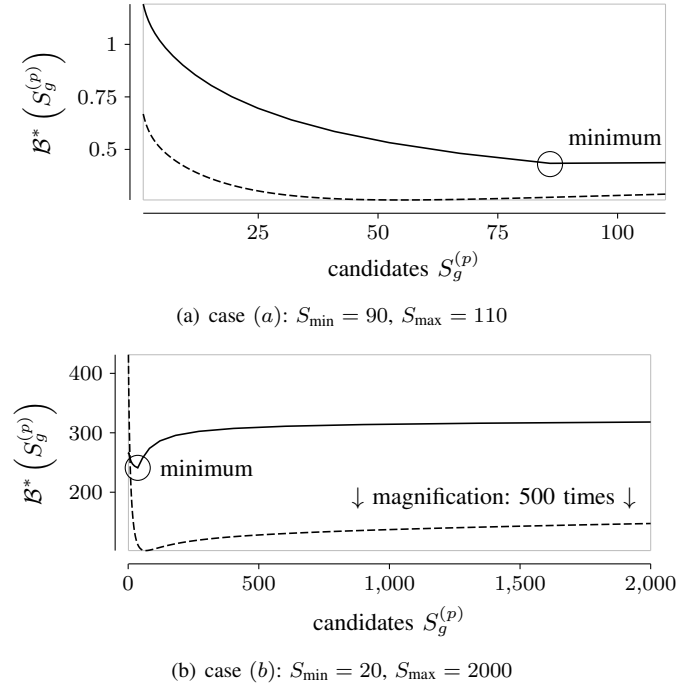 1
0.75
0.5
B* (S_g^(p))
minimum
25 50 75 100
candidates S_g^(p)
(a) case (a): S_min = 90, S_max = 110
400
300
200
B* (S_g^(p))
minimum
↓ magnification: 500 times ↓
0 500 1,000 1,500 2,000
candidates S_g^(p)
(b) case (b): S_min = 20, S_max = 2000